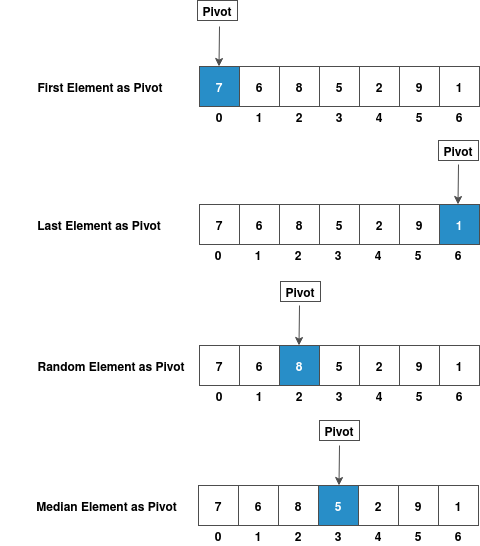 Pivot
First Element as Pivot 7 6 8 5 2 9 1
0 1 2 3 4 5 6
Pivot
Last Element as Pivot 7 6 8 5 2 9 1
0 1 2 3 4 5 6
Pivot
Random Element as Pivot 7 6 8 5 2 9 1
0 1 2 3 4 5 6
Pivot
Median Element as Pivot 7 6 8 5 2 9 1
0 1 2 3 4 5 6